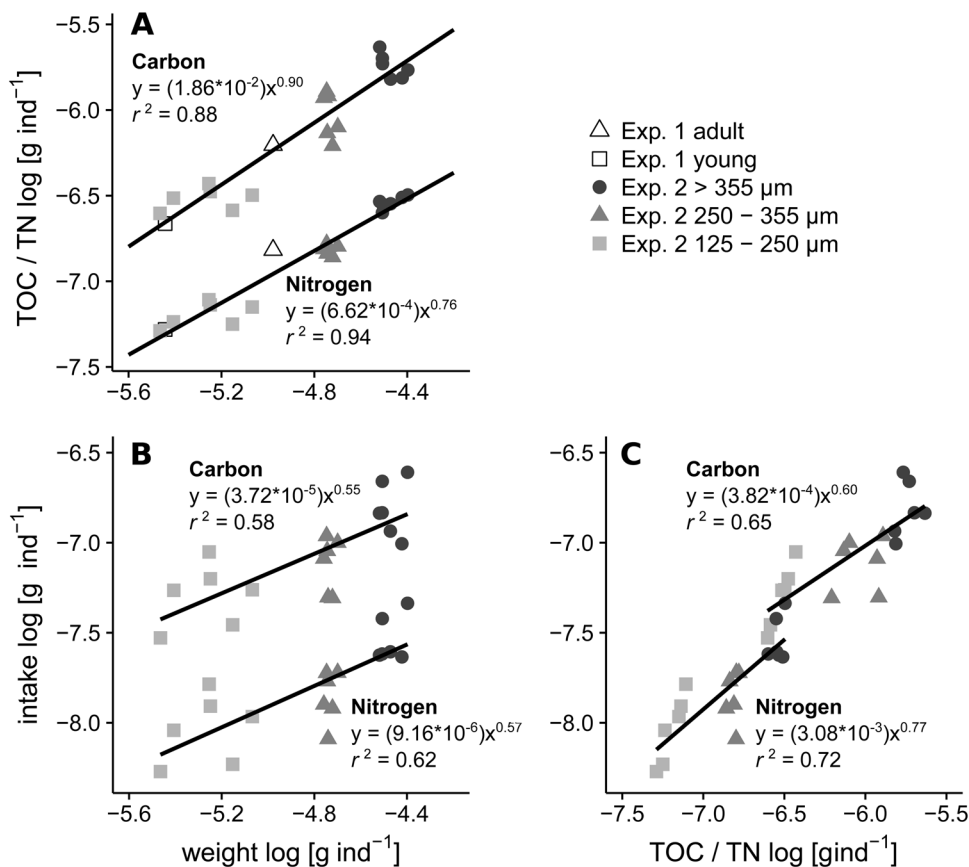 A
Carbon
y = (1.86*10⁻²)x⁰·⁹⁰
r ² = 0.88
Nitrogen
y = (6.62*10⁻⁴)x⁰·⁷⁶
r ² = 0.94
TOC / TN log [g ind⁻¹]
−5.5
−6.0
−6.5
−7.0
−7.5
−5.6 −5.2 −4.8 −4.4
Exp. 1 adult
Exp. 1 young
Exp. 2 > 355 µm
Exp. 2 250 − 355 µm
Exp. 2 125 − 250 µm
B
Carbon
y = (3.72*10⁻⁵)x⁰·⁵⁵
r ² = 0.58
Nitrogen
y = (9.16*10⁻⁶)x⁰·⁵⁷
r ² = 0.62
intake log [g ind⁻¹]
−6.5
−7.0
−7.5
−8.0
−5.6 −5.2 −4.8 −4.4
weight log [g ind⁻¹]
C
Carbon
y = (3.82*10⁻⁴)x⁰·⁶⁰
r ² = 0.65
Nitrogen
y = (3.08*10⁻³)x⁰·⁷⁷
r ² = 0.72
−6.5
−7.0
−7.5
−8.0
−7.5 −7.0 −6.5 −6.0 −5.5
TOC / TN log [gind⁻¹]